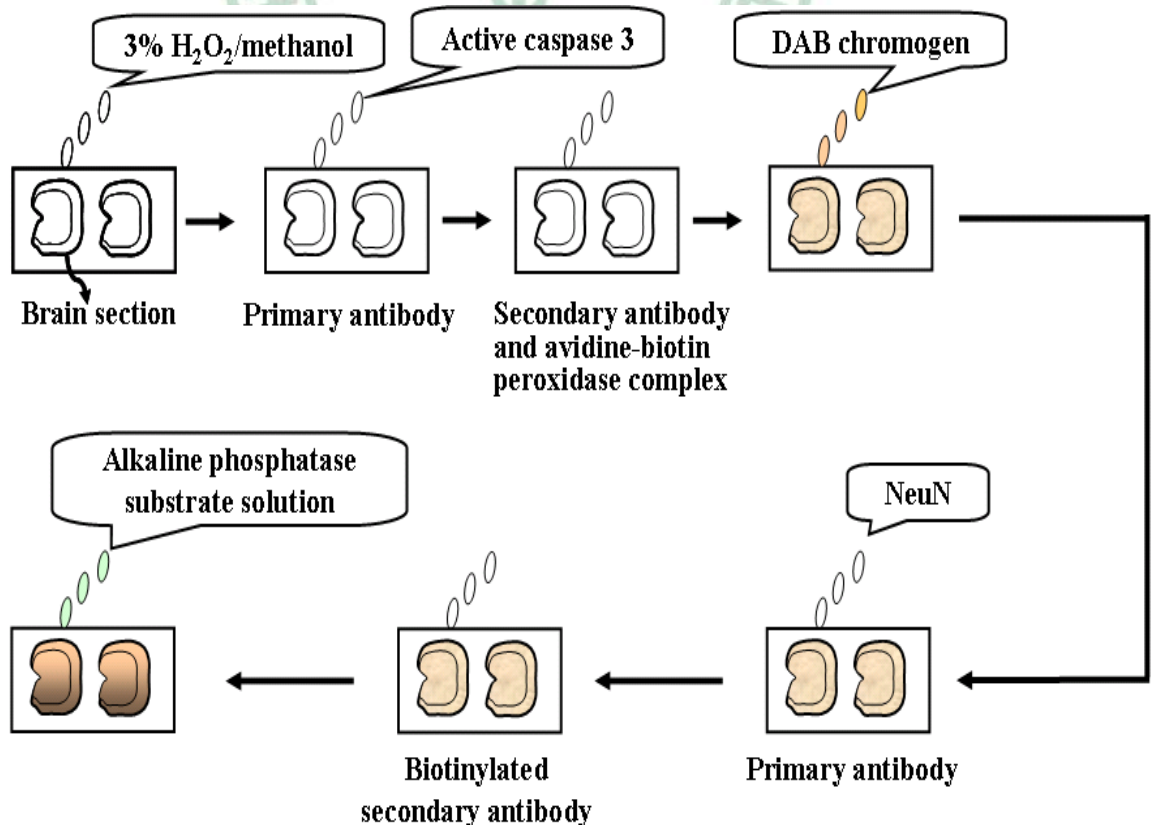 3% H₂O₂/methanol
Active caspase 3
DAB chromogen
Brain section
Primary antibody
Secondary antibody
and avidine-biotin
peroxidase complex
Alkaline phosphatase
substrate solution
NeuN
Biotinylated
secondary antibody
Primary antibody